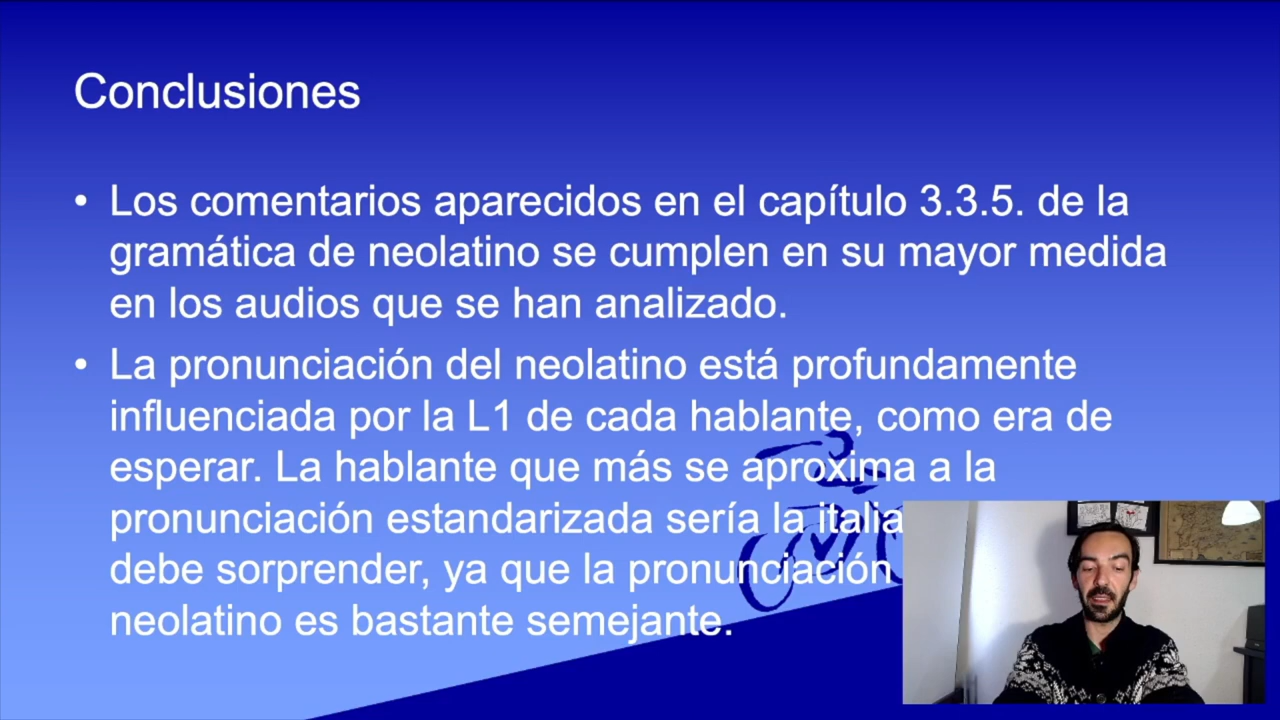 Conclusiones
• Los comentarios aparecidos en el capítulo 3.3.5. de la
gramática de neolatino se cumplen en su mayor medida
en los audios que se han analizado.
• La pronunciación del neolatino está profundamente
influenciada por la L1 de cada hablante, como era de
esperar. La hablante que más se aproxima a la
pronunciación estandarizada sería la italia
debe sorprender, ya que la pronunciación
neolatino es bastante semejante.